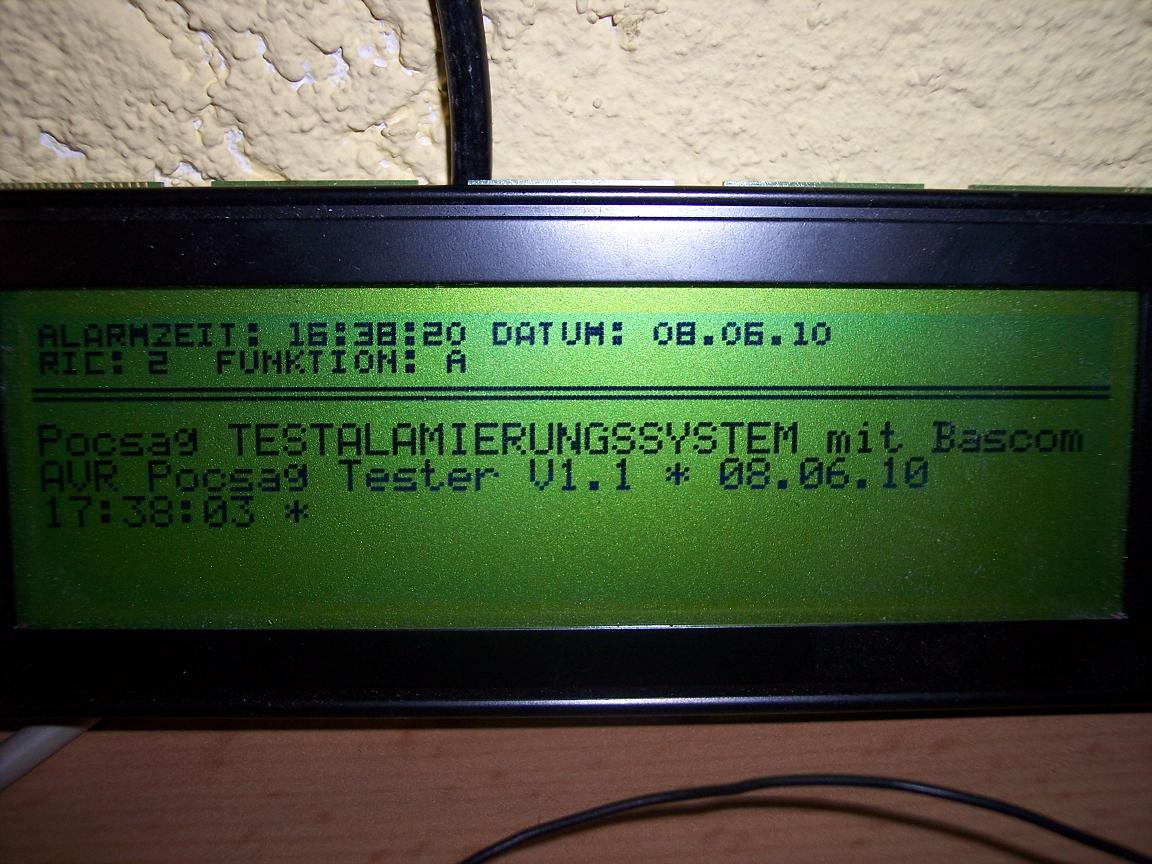 ALARMZEIT: 16:38:20 DATUM: 08.06.10
RIC: 2 FUNKTION: A
Pocsag TESTALAMIERUNGSSYSTEM mit Bascom
AVR Pocsag Tester V1.1 * 08.06.10
17:38:03 *